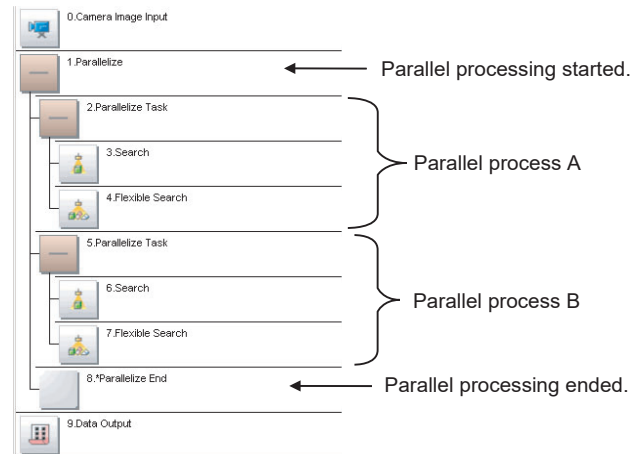 0.Camera Image Input
1.Parallelize
Parallel processing started.
2.Parallelize Task
3.Search
Parallel process A
4.Flexible Search
5.Parallelize Task
6.Search
Parallel process B
7.Flexible Search
8.*Parallelize End
Parallel processing ended.
9.Data Output